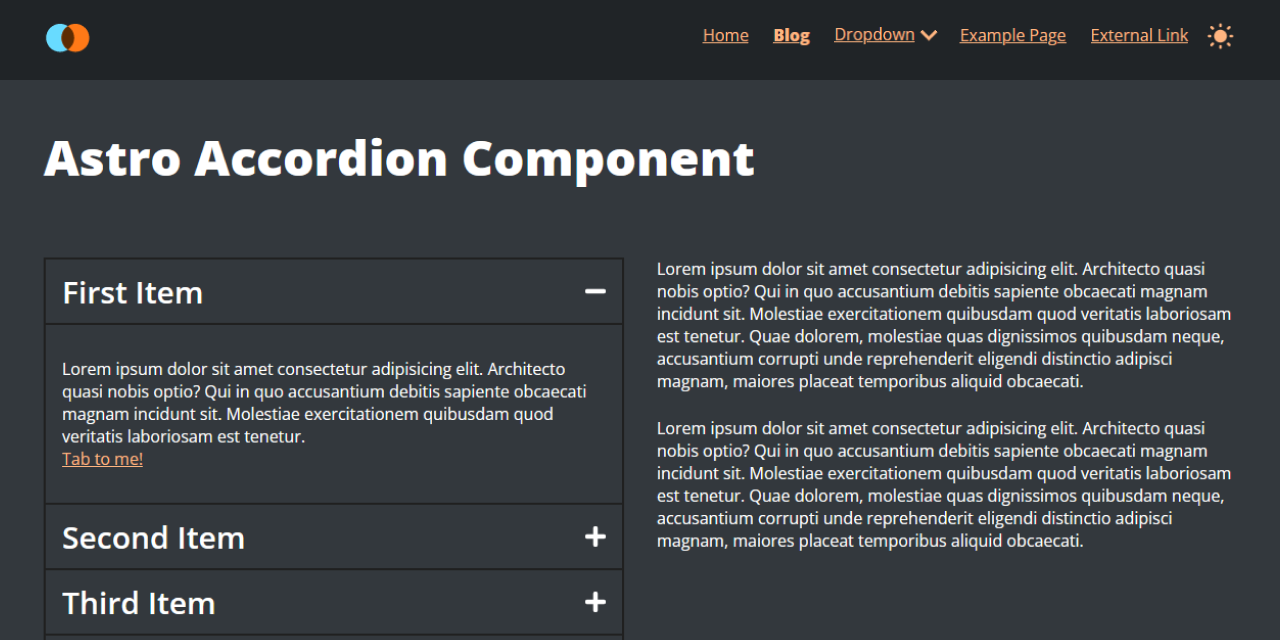 Home Blog Dropdown Example Page External Link
Astro Accordion Component
First Item
Lorem ipsum dolor sit amet consectetur adipisicing elit. Architecto
quasi nobis optio? Qui in quo accusantium debitis sapiente obcaecati
magnam incidunt sit. Molestiae exercitationem quibusdam quod
veritatis laboriosam est tenetur.
Tab to me!
Second Item
Third Item
Lorem ipsum dolor sit amet consectetur adipisicing elit. Architecto quasi
nobis optio? Qui in quo accusantium debitis sapiente obcaecati magnam
incidunt sit. Molestiae exercitationem quibusdam quod veritatis laboriosam
est tenetur. Quae dolorem, molestiae quas dignissimos quibusdam neque,
accusantium corrupti unde reprehenderit eligendi distinctio adipisci
magnam, maiores placeat temporibus aliquid obcaecati.
Lorem ipsum dolor sit amet consectetur adipisicing elit. Architecto quasi
nobis optio? Qui in quo accusantium debitis sapiente obcaecati magnam
incidunt sit. Molestiae exercitationem quibusdam quod veritatis laboriosam
est tenetur. Quae dolorem, molestiae quas dignissimos quibusdam neque,
accusantium corrupti unde reprehenderit eligendi distinctio adipisci
magnam, maiores placeat temporibus aliquid obcaecati.